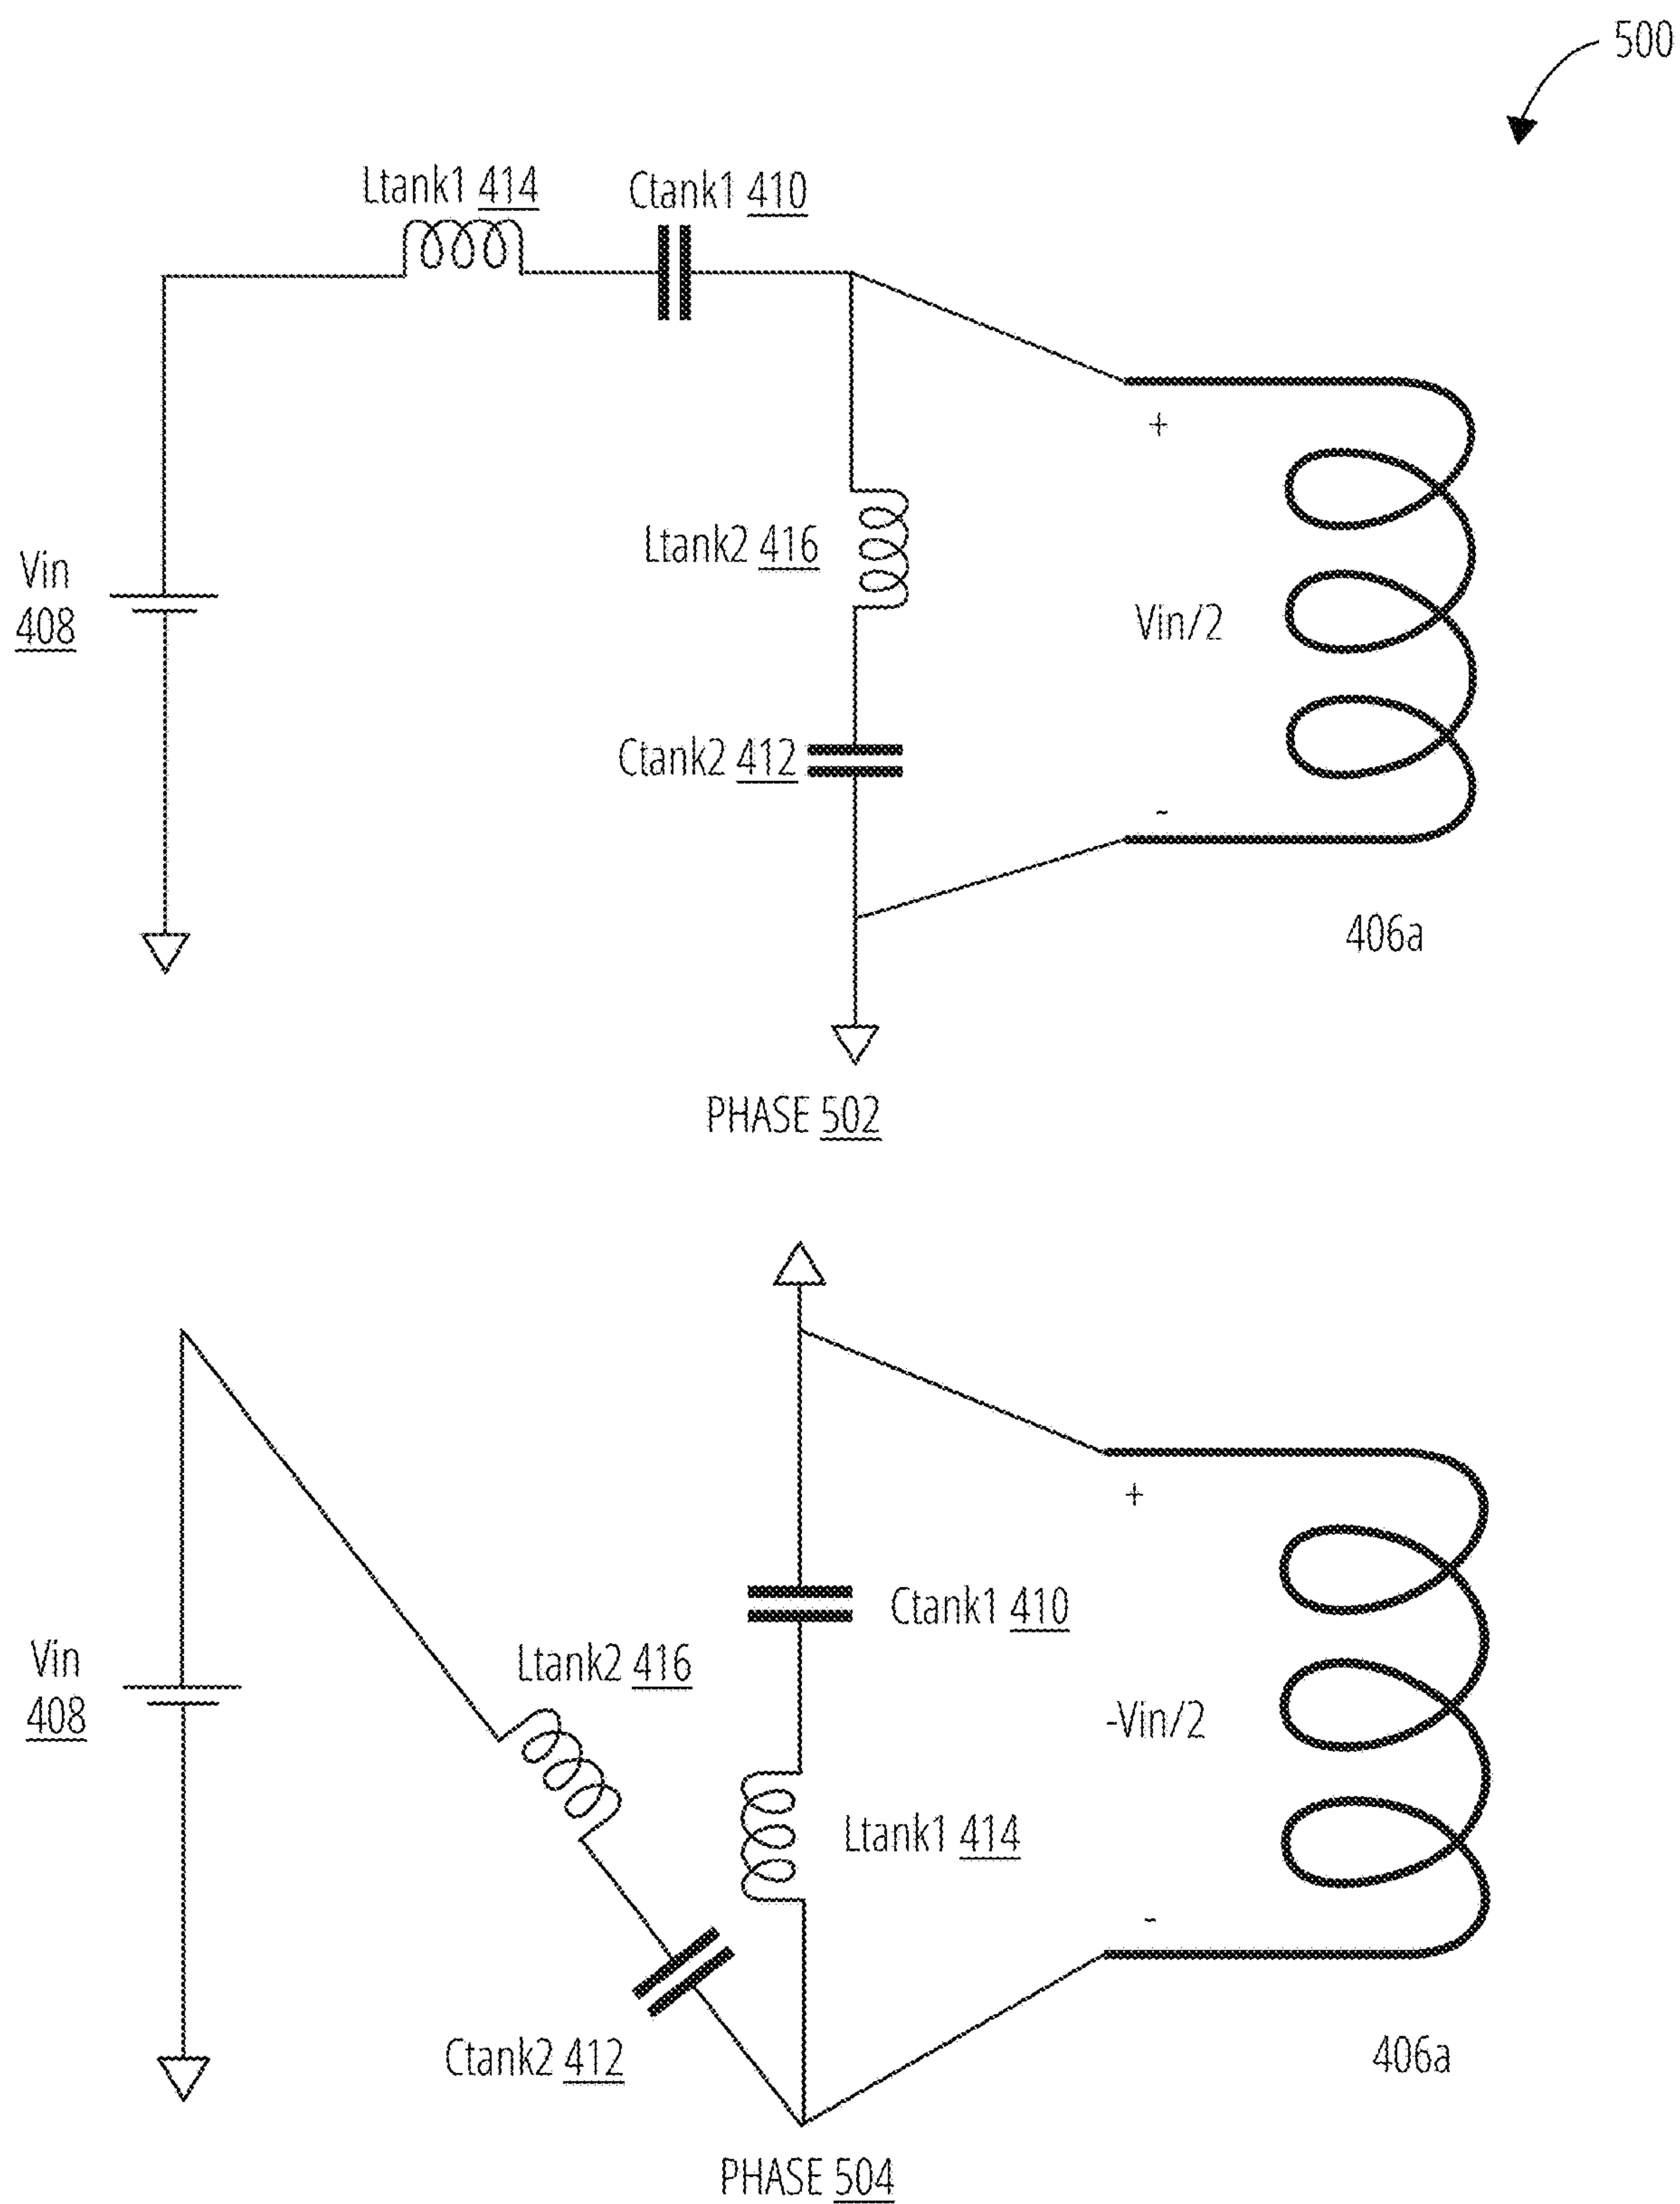 500
Ltank1 414
Ctank1 410
+
Ltank2 416
Vin
408
Vin/2
Ctank2 412
-
406a
PHASE 502
+
Ctank1 410
Ltank2 416
Vin
408
-Vin/2
Ltank1 414
-
Ctank2 412
406a
PHASE 504